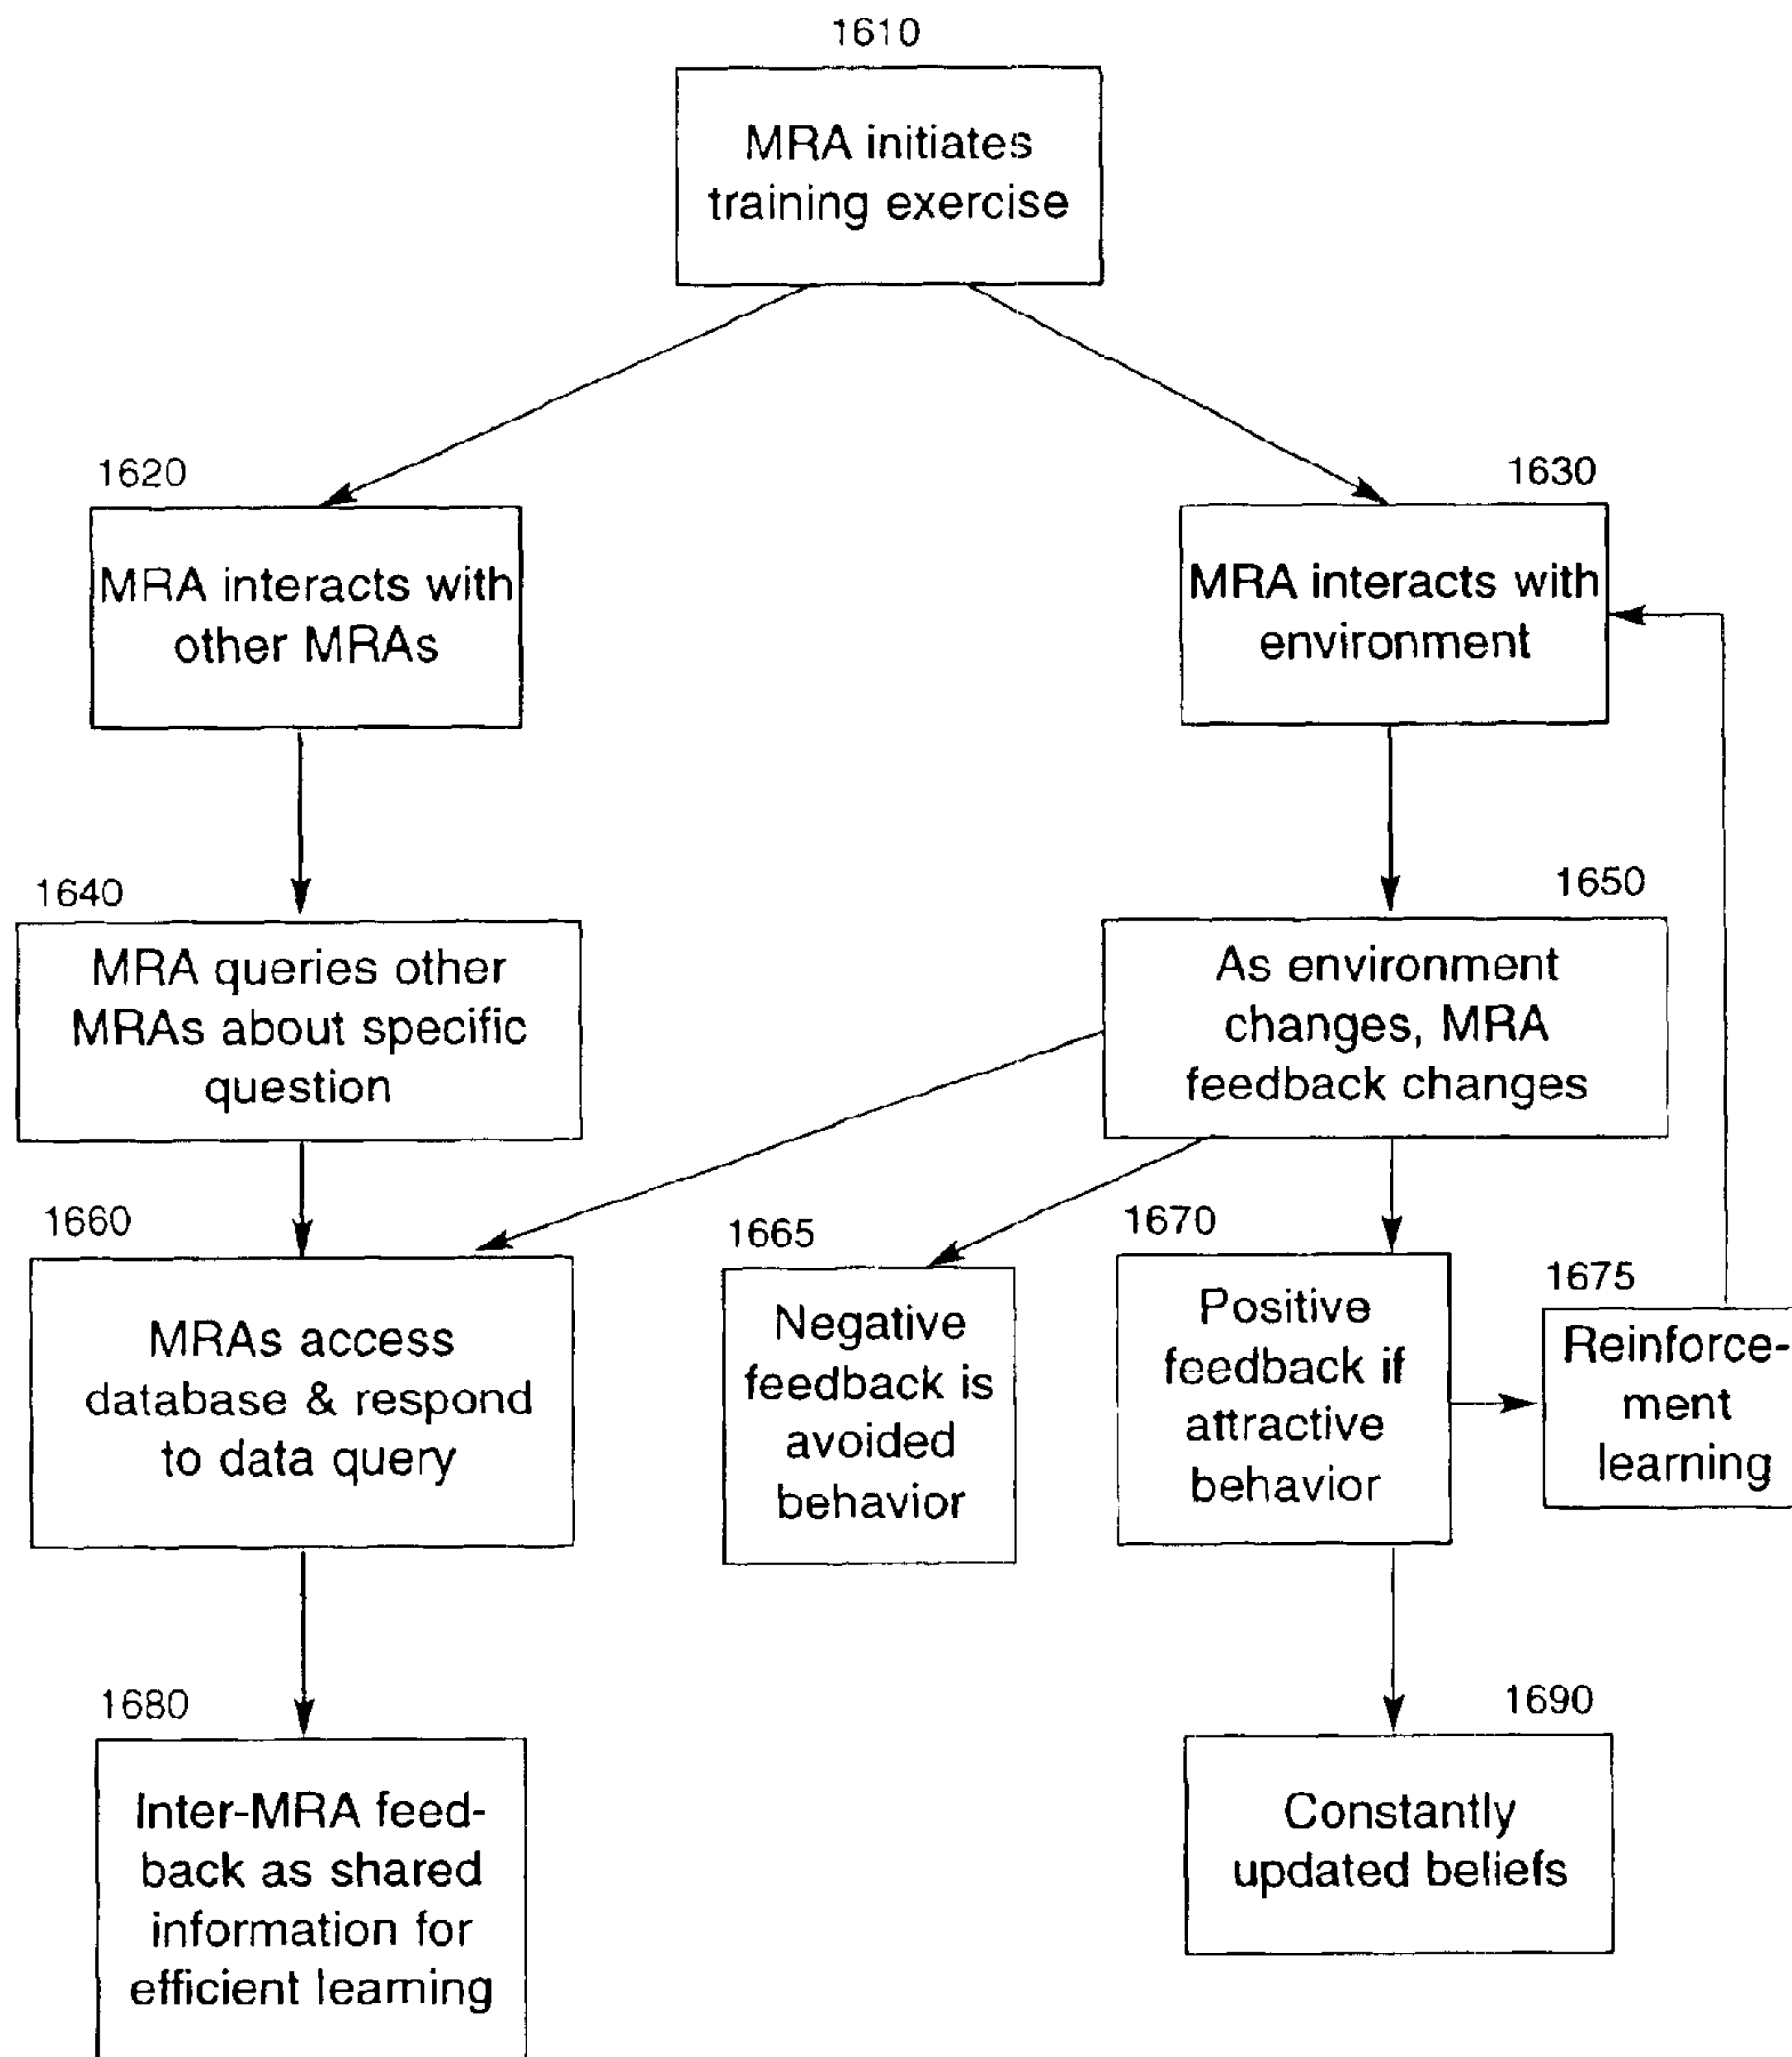 1610
MRA initiates
training exercise
1620
MRA interacts with
other MRAs
1630
MRA interacts with
environment
1640
MRA queries other
MRAs about specific
question
1650
As environment
changes, MRA
feedback changes
1660
MRAs access
database & respond
to data query
1665
Negative
feedback is
avoided
behavior
1670
Positive
feedback if
attractive
behavior
1675
Reinforce-
ment
learning
1680
Inter-MRA feed-
back as shared
information for
efficient learning
1690
Constantly
updated beliefs